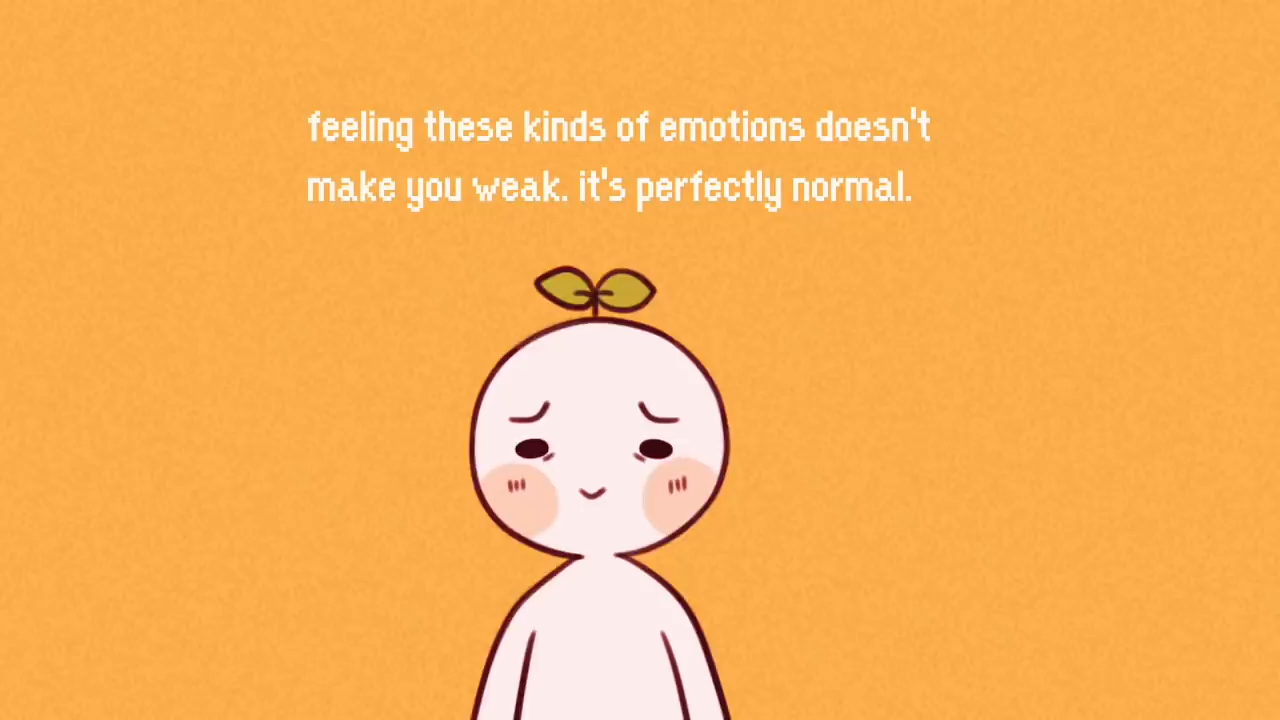 feeling these kinds of emotions doesn't
make you weak. it's perfectly normal.